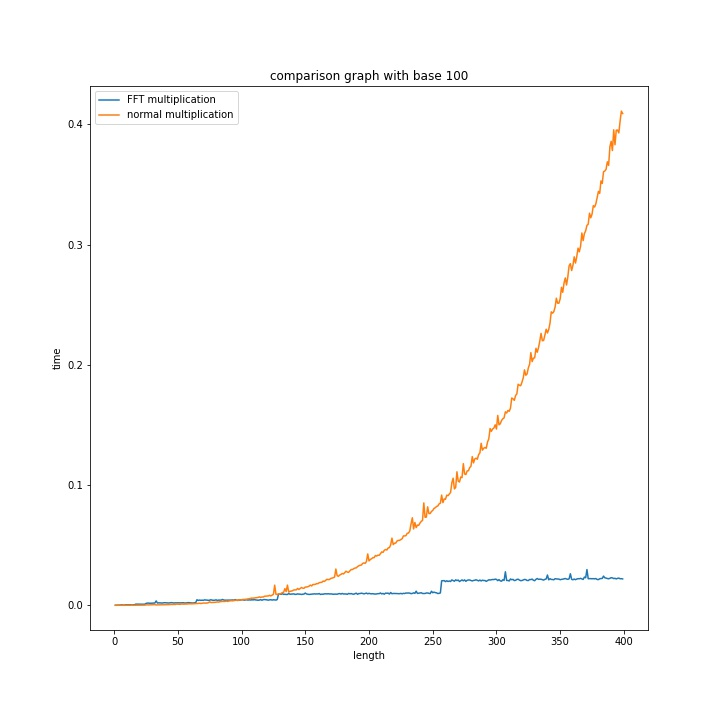 comparison graph with base 100
FFT multiplication
normal multiplication
0.4
0.3
0.2
0.1
0.0
time
0 50 100 150 200 250 300 350 400
length